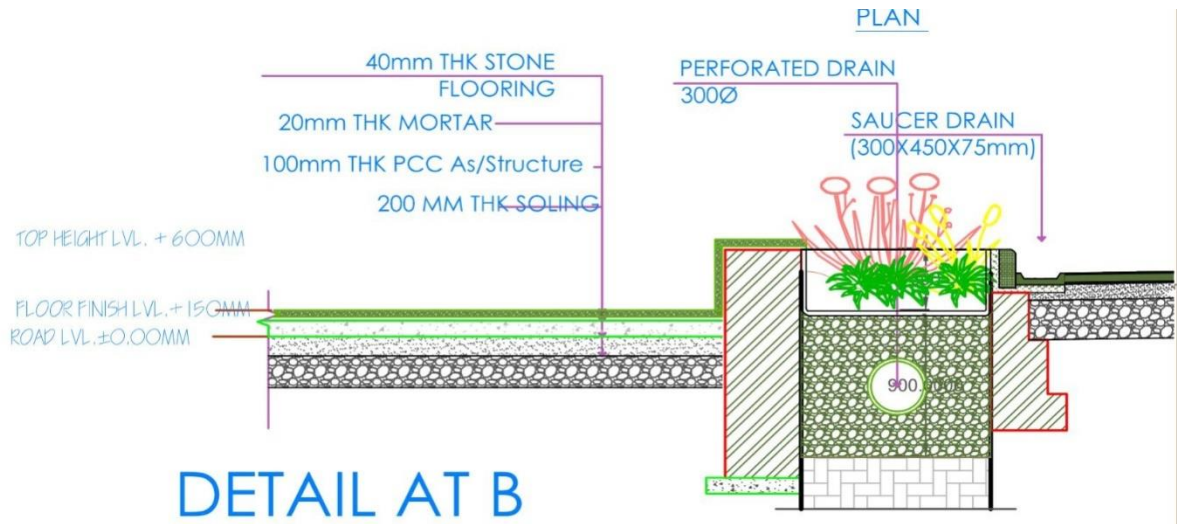 PLAN
40mm THK STONE
FLOORING
20mm THK MORTAR
100mm THK PCC As/Structure
200 MM THK SOLING
PERFORATED DRAIN
300Ø
SAUCER DRAIN
(300X450X75mm)
TOP HEIGHT LVL. + 600MM
FLOOR FINISH LVL.+150MM
ROAD LVL.±0.00MM
DETAIL AT B